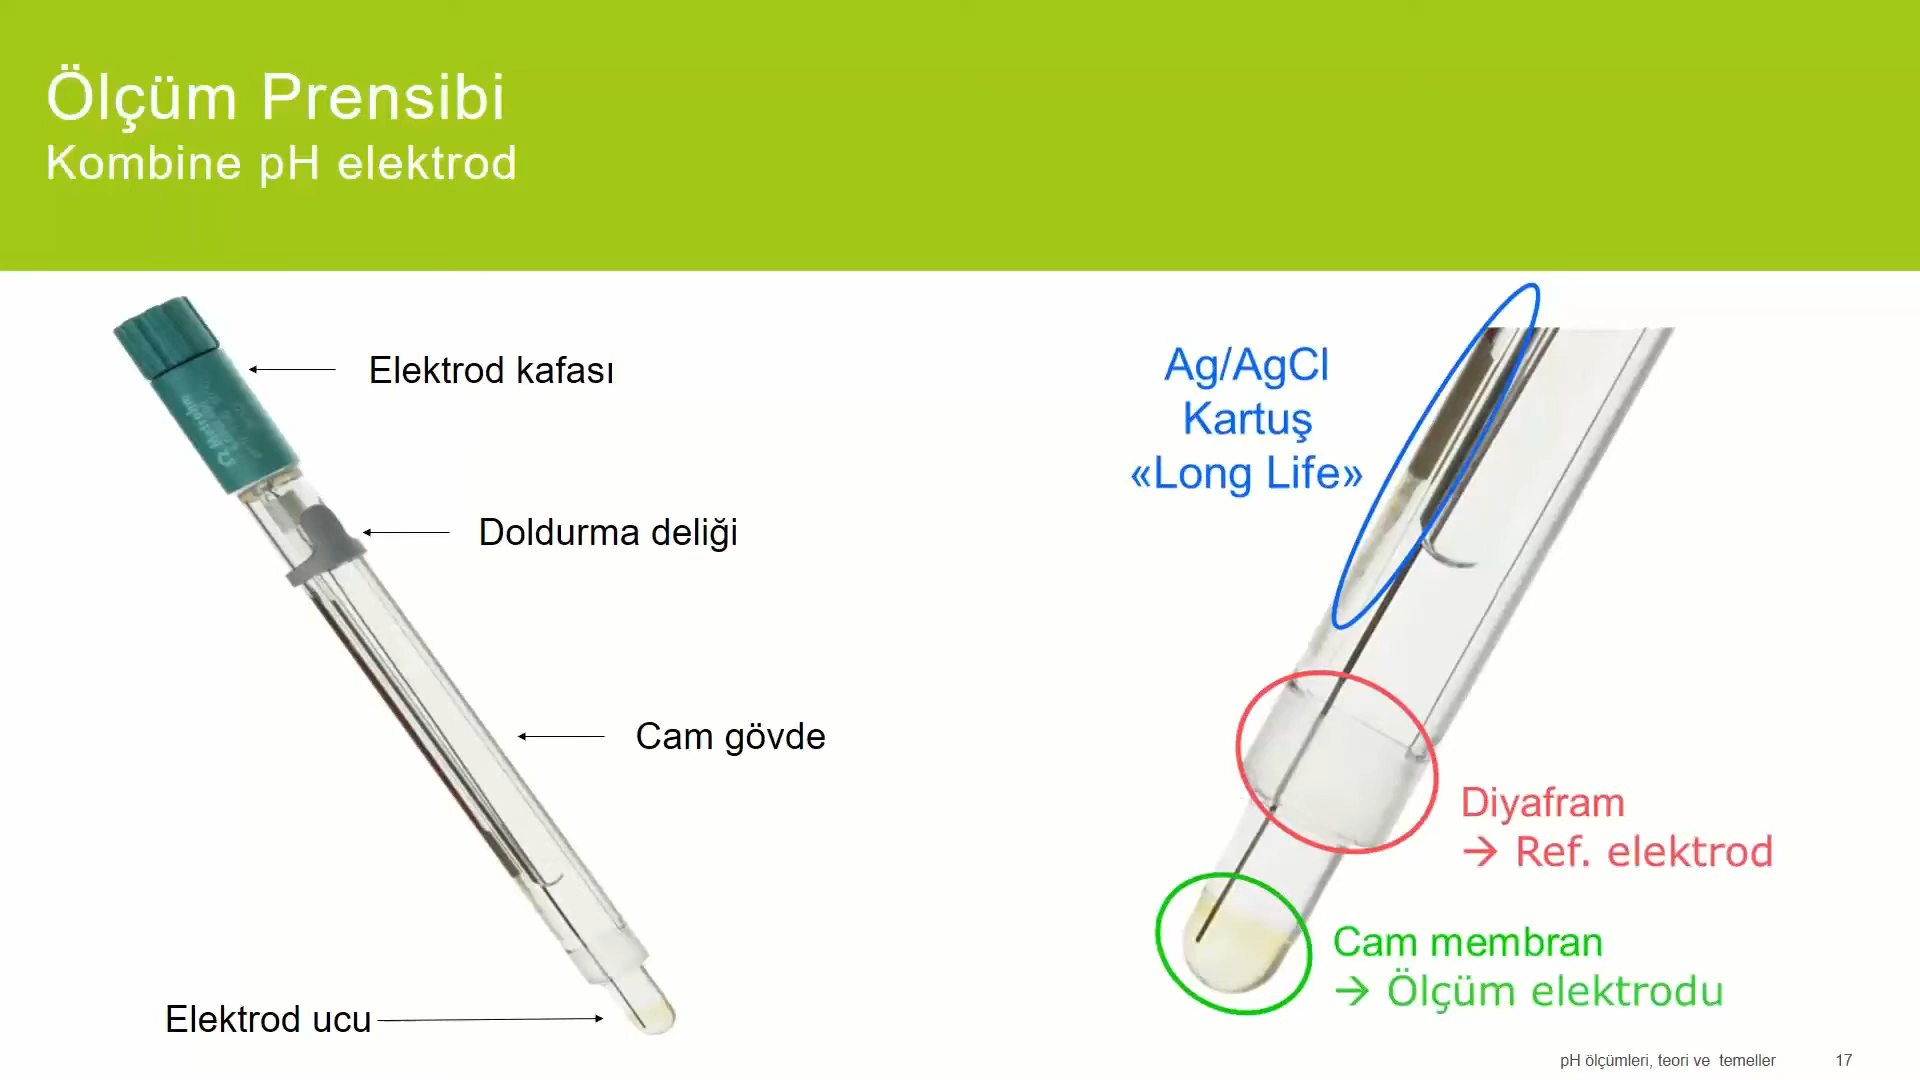 Ölçüm Prensibi
Kombine pH elektrod
Elektrod kafası
Doldurma deliği
Cam gövde
Elektrod ucu
Ag/AgCl
Kartuş
«Long Life»
Diyafram
→ Ref. elektrod
Cam membran
→ Ölçüm elektrodu
Metrohm
pH ölçümleri, teori ve temeller
17